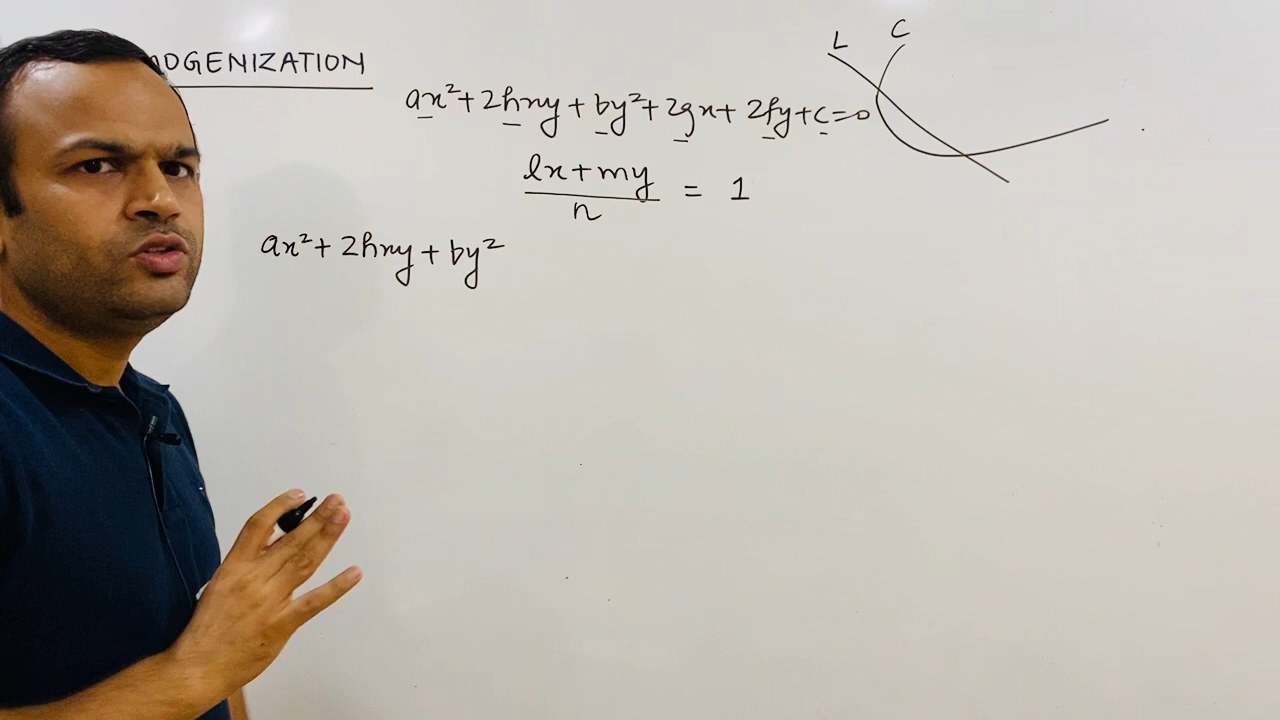 OGENIZATION
L C
ax² + 2hxy + by² + 2gx + 2fy + c = 0
lx + my
n
= 1
ax² + 2hxy + by²